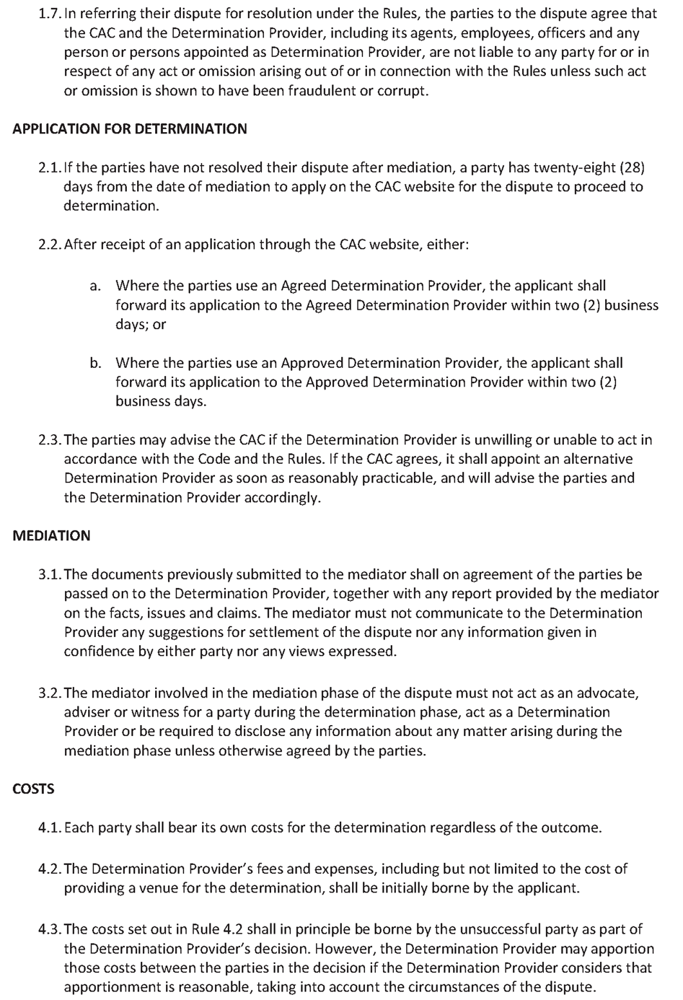 1.7. In referring their dispute for resolution under the Rules, the parties to the dispute agree that
the CAC and the Determination Provider, including its agents, employees, officers and any
person or persons appointed as Determination Provider, are not liable to any party for or in
respect of any act or omission arising out of or in connection with the Rules unless such act
or omission is shown to have been fraudulent or corrupt.
APPLICATION FOR DETERMINATION
2.1. If the parties have not resolved their dispute after mediation, a party has twenty-eight (28)
days from the date of mediation to apply on the CAC website for the dispute to proceed to
determination.
2.2. After receipt of an application through the CAC website, either:
a. Where the parties use an Agreed Determination Provider, the applicant shall
forward its application to the Agreed Determination Provider within two (2) business
days; or
b. Where the parties use an Approved Determination Provider, the applicant shall
forward its application to the Approved Determination Provider within two (2)
business days.
2.3. The parties may advise the CAC if the Determination Provider is unwilling or unable to act in
accordance with the Code and the Rules. If the CAC agrees, it shall appoint an alternative
Determination Provider as soon as reasonably practicable, and will advise the parties and
the Determination Provider accordingly.
MEDIATION
3.1. The documents previously submitted to the mediator shall on agreement of the parties be
passed on to the Determination Provider, together with any report provided by the mediator
on the facts, issues and claims. The mediator must not communicate to the Determination
Provider any suggestions for settlement of the dispute nor any information given in
confidence by either party nor any views expressed.
3.2. The mediator involved in the mediation phase of the dispute must not act as an advocate,
adviser or witness for a party during the determination phase, act as a Determination
Provider or be required to disclose any information about any matter arising during the
mediation phase unless otherwise agreed by the parties.
COSTS
4.1. Each party shall bear its own costs for the determination regardless of the outcome.
4.2. The Determination Provider's fees and expenses, including but not limited to the cost of
providing a venue for the determination, shall be initially borne by the applicant.
4.3. The costs set out in Rule 4.2 shall in principle be borne by the unsuccessful party as part of
the Determination Provider's decision. However, the Determination Provider may apportion
those costs between the parties in the decision if the Determination Provider considers that
apportionment is reasonable, taking into account the circumstances of the dispute.